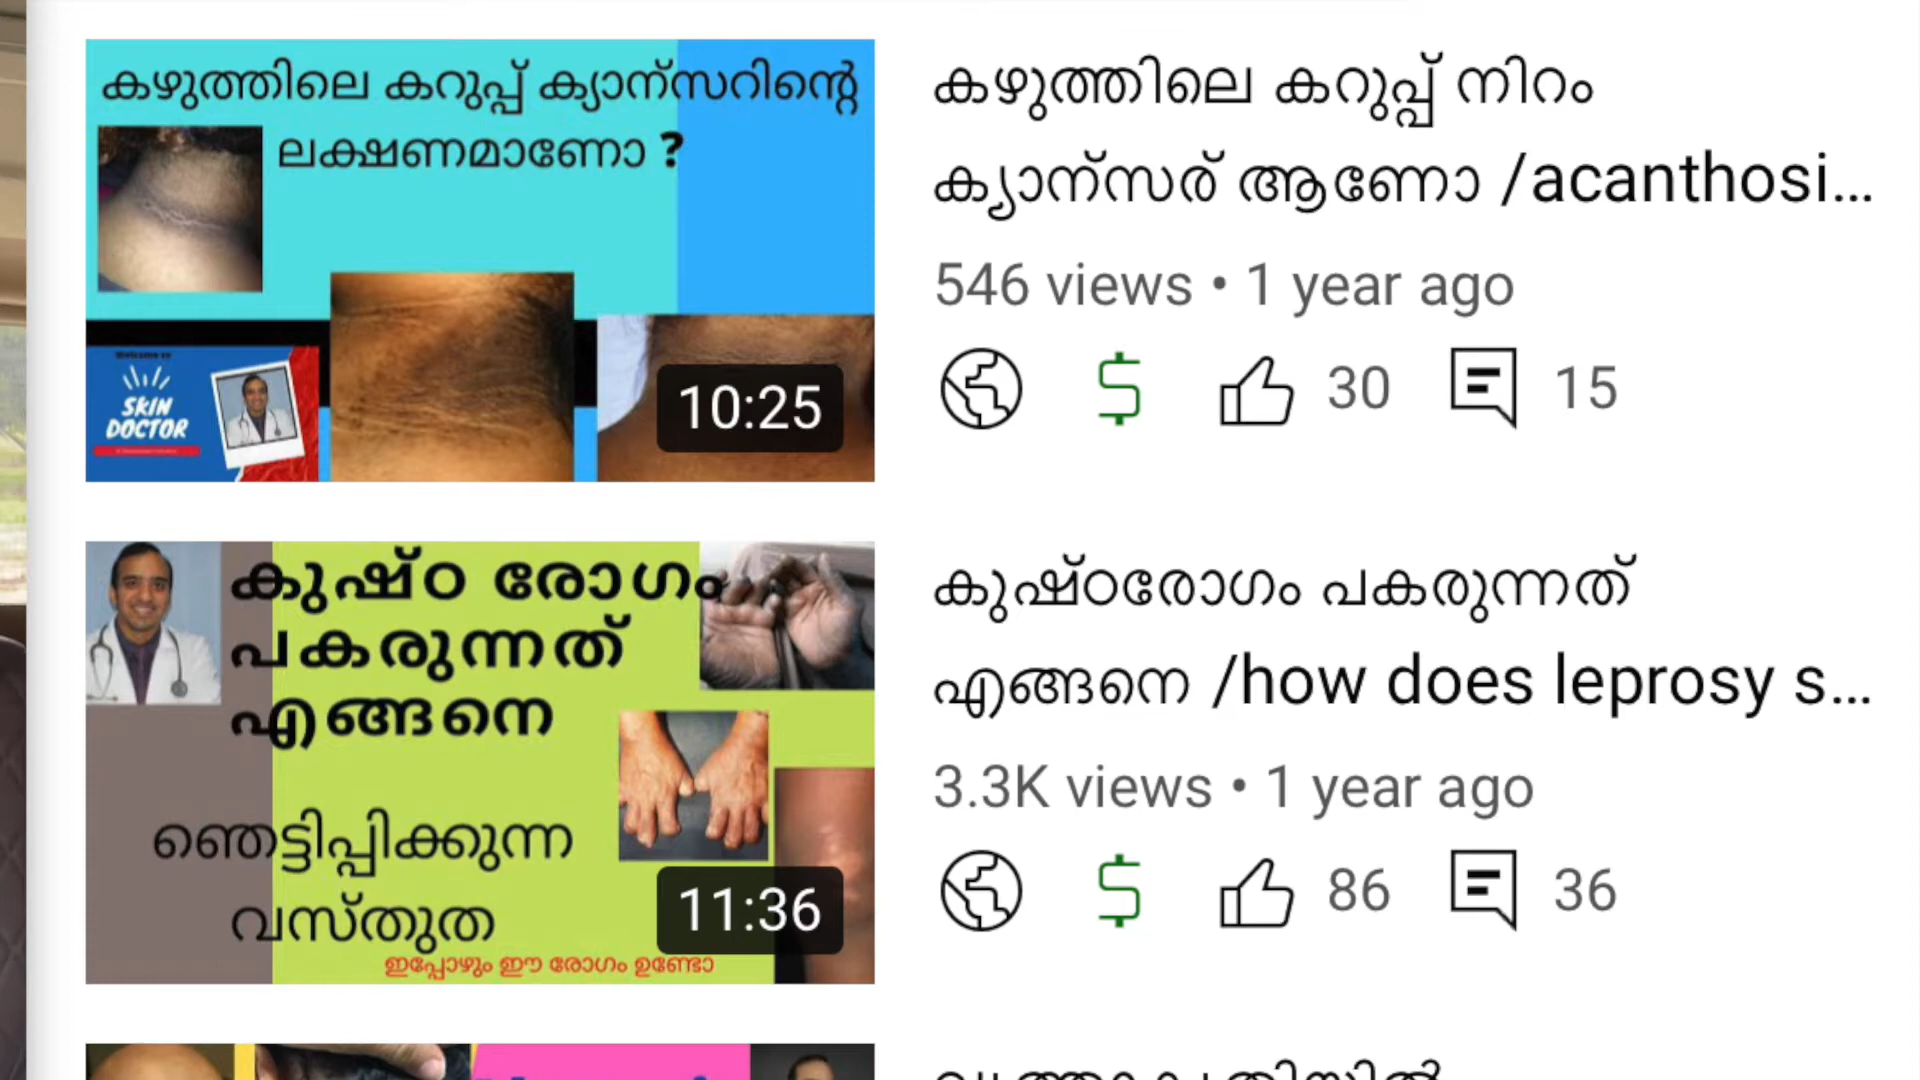 കഴുത്തിലെ കറുപ്പ് ക്യാന്സറിന്റെ
ലക്ഷണമാണോ ?
Welcome to
SKIN
DOCTOR
10:25
കഴുത്തിലെ കറുപ്പ് നിറം
ക്യാന്സര് ആണോ /acanthosi...
546 views • 1 year ago
30
15
കുഷ്ഠ രോഗം
പകരുന്നത്
എങ്ങനെ
ഞെട്ടിപ്പിക്കുന്ന
വസ്തുത
ഇപ്പോഴും ഈ രോഗം ഉണ്ടോ
11:36
കുഷ്ഠരോഗം പകരുന്നത്
എങ്ങനെ /how does leprosy s...
3.3K views • 1 year ago
86
36